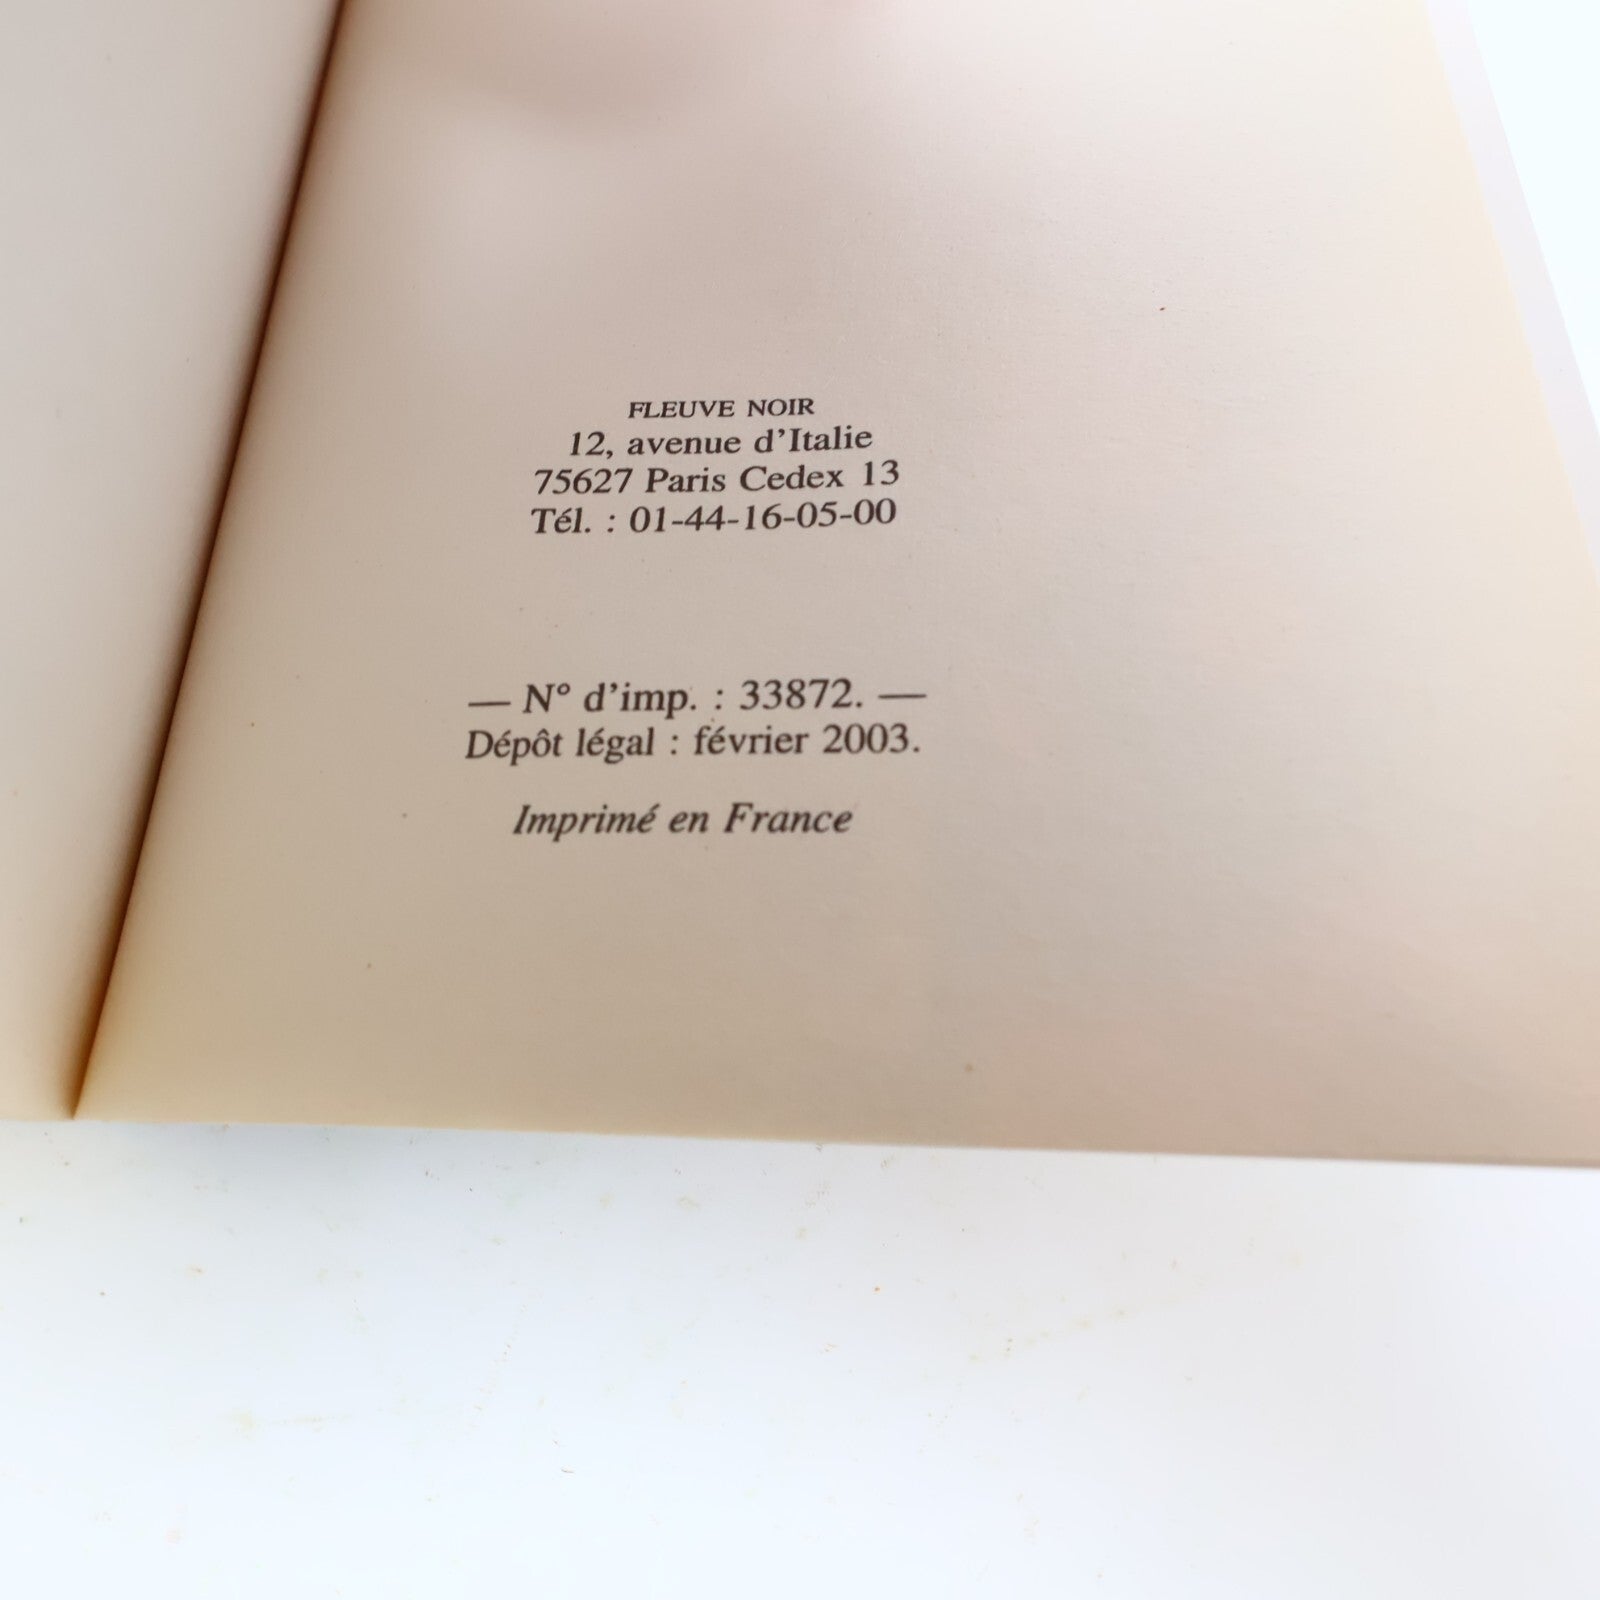 FLEUVE NOIR
12, avenue d'Italie
75627 Paris Cedex 13
Tél. : 01-44-16-05-00
— N° d'imp. : 33872. —
Dépôt légal : février 2003.
Imprimé en France